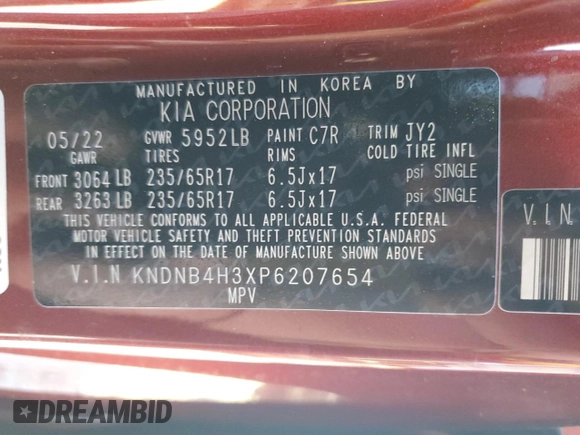 MANUFACTURED IN KOREA BY
KIA CORPORATION
05/22 GVWR 5952LB PAINT C7R TRIM JY2
GAWR TIRES RIMS COLD TIRE INFL
FRONT 3064 LB 235/65R17 6.5Jx17 psi SINGLE
REAR 3263 LB 235/65R17 6.5Jx17 psi SINGLE
THIS VEHICLE CONFORMS TO ALL APPLICABLE U.S.A. FEDERAL
MOTOR VEHICLE SAFETY AND THEFT PREVENTION STANDARDS
IN EFFECT ON THE DATE OF MANUFACTURE SHOWN ABOVE
V.I.N KNDNB4H3XP6207654
MPV
V.I.N
DREAMBID